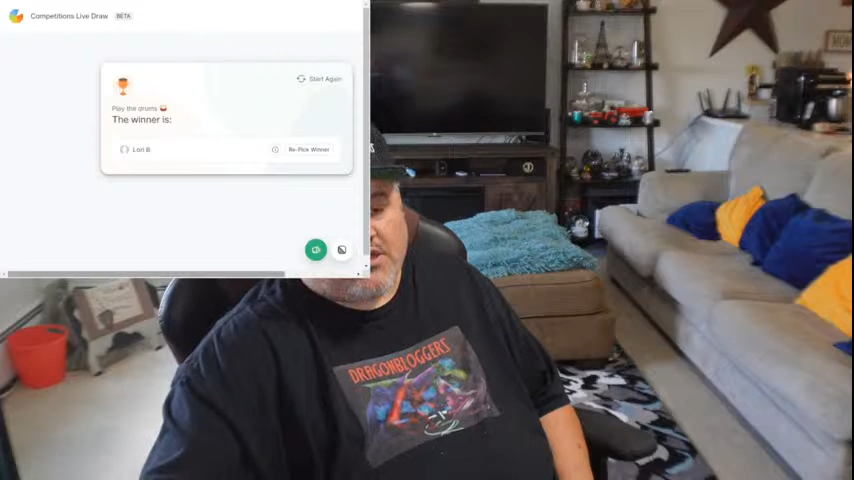 Competitions Live Draw BETA
Start Again
Play the drums 🥁
The winner is:
Lori B
Re-Pick Winner
DRAGONBLOGGERS